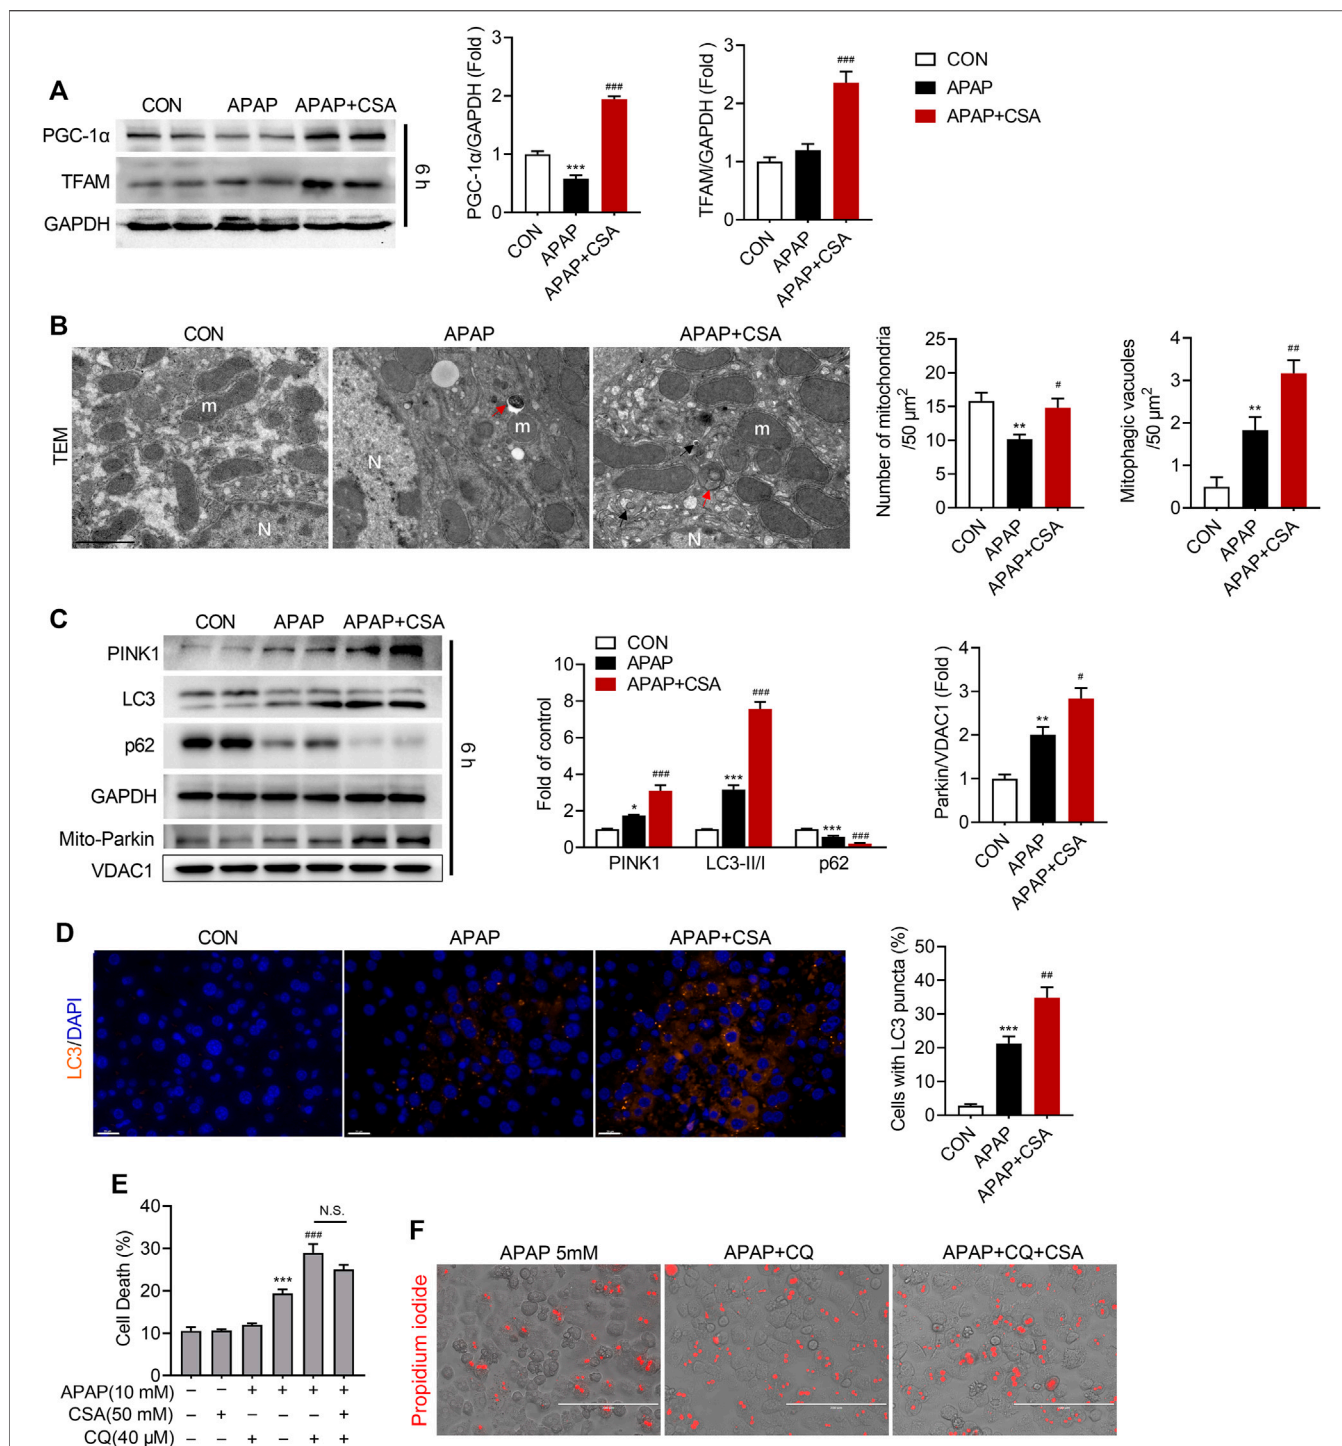 A
CON APAP APAP+CSA
PGC-1α
TFAM
GAPDH
6 h
PGC-1α/GAPDH (Fold )
3
2
1
0
***
###
CON
APAP
APAP+CSA
TFAM/GAPDH (Fold )
3
2
1
0
###
CON
APAP
APAP+CSA
CON
APAP
APAP+CSA
B
CON APAP APAP+CSA
TEM
m
N
m
N
m
N
Number of mitochondria
/50 µm²
25
20
15
10
5
0
**
#
CON
APAP
APAP+CSA
Mitophagic vacuoles
/50 µm²
4
3
2
1
0
**
##
CON
APAP
APAP+CSA
C
CON APAP APAP+CSA
PINK1
LC3
p62
GAPDH
Mito-Parkin
VDAC1
6 h
CON
APAP
APAP+CSA
Fold of control
10
8
6
4
2
0
*
###
***
###
***
###
PINK1 LC3-II/I p62
Parkin/VDAC1 (Fold)
4
3
2
1
0
**
#
CON
APAP
APAP+CSA
D
CON APAP APAP+CSA
LC3/DAPI
Cells with LC3 puncta (%)
50
40
30
20
10
0
***
##
CON
APAP
APAP+CSA
E
Cell Death (%)
40
30
20
10
0
***
###
N.S.
APAP(10 mM) – – + + + +
CSA(50 mM) – + – – – +
CQ(40 µM) – – + – + +
F
APAP 5mM APAP+CQ APAP+CQ+CSA
Propidium iodide